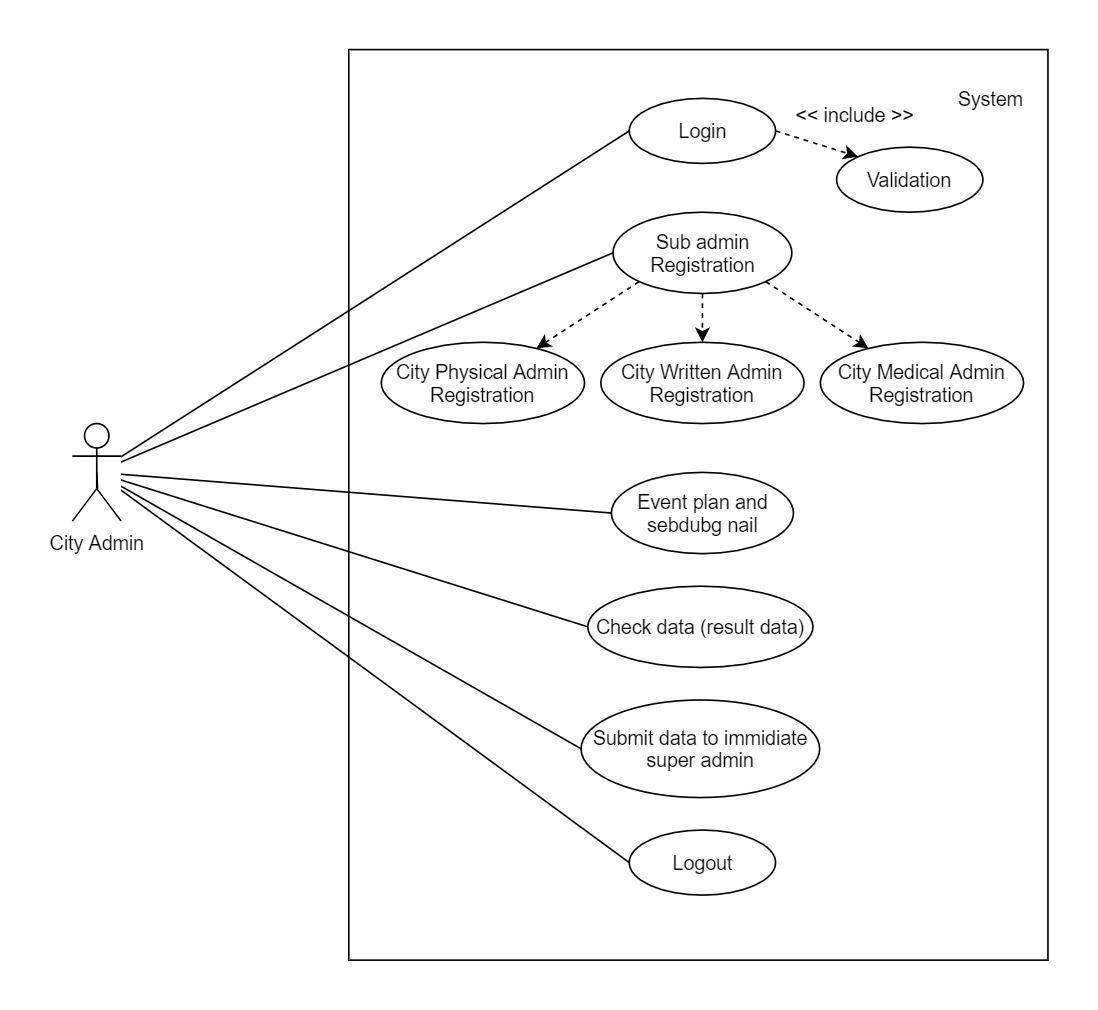 System
<< include >>
Login
Validation
Sub admin
Registration
City Physical Admin
Registration
City Written Admin
Registration
City Medical Admin
Registration
City Admin
Event plan and
sebdubg nail
Check data (result data)
Submit data to immidiate
super admin
Logout